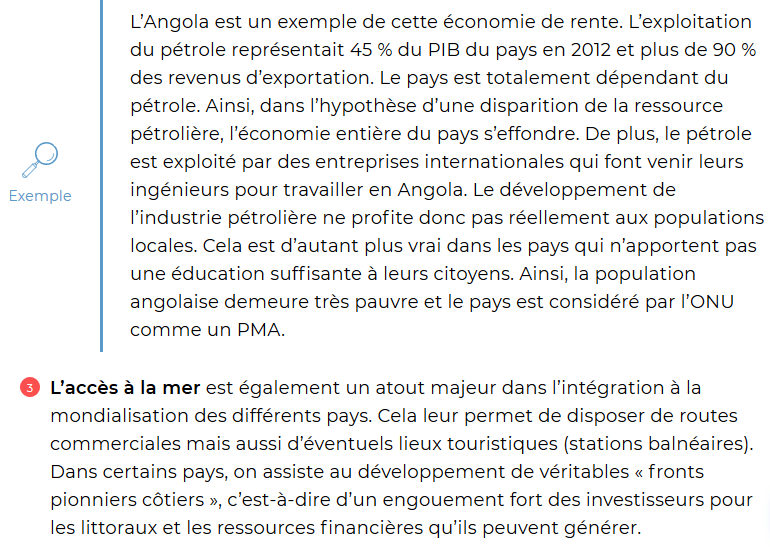 L’Angola est un exemple de cette économie de rente. L’exploitation
du pétrole représentait 45 % du PIB du pays en 2012 et plus de 90 %
des revenus d’exportation. Le pays est totalement dépendant du
pétrole. Ainsi, dans l’hypothèse d’une disparition de la ressource
pétrolière, l’économie entière du pays s’effondre. De plus, le pétrole
est exploité par des entreprises internationales qui font venir leurs
ingénieurs pour travailler en Angola. Le développement de
l’industrie pétrolière ne profite donc pas réellement aux populations
locales. Cela est d’autant plus vrai dans les pays qui n’apportent pas
une éducation suffisante à leurs citoyens. Ainsi, la population
angolaise demeure très pauvre et le pays est considéré par l’ONU
comme un PMA.
Exemple
3 L’accès à la mer est également un atout majeur dans l’intégration à la
mondialisation des différents pays. Cela leur permet de disposer de routes
commerciales mais aussi d’éventuels lieux touristiques (stations balnéaires).
Dans certains pays, on assiste au développement de véritables « fronts
pionniers côtiers », c’est-à-dire d’un engouement fort des investisseurs pour
les littoraux et les ressources financières qu’ils peuvent générer.